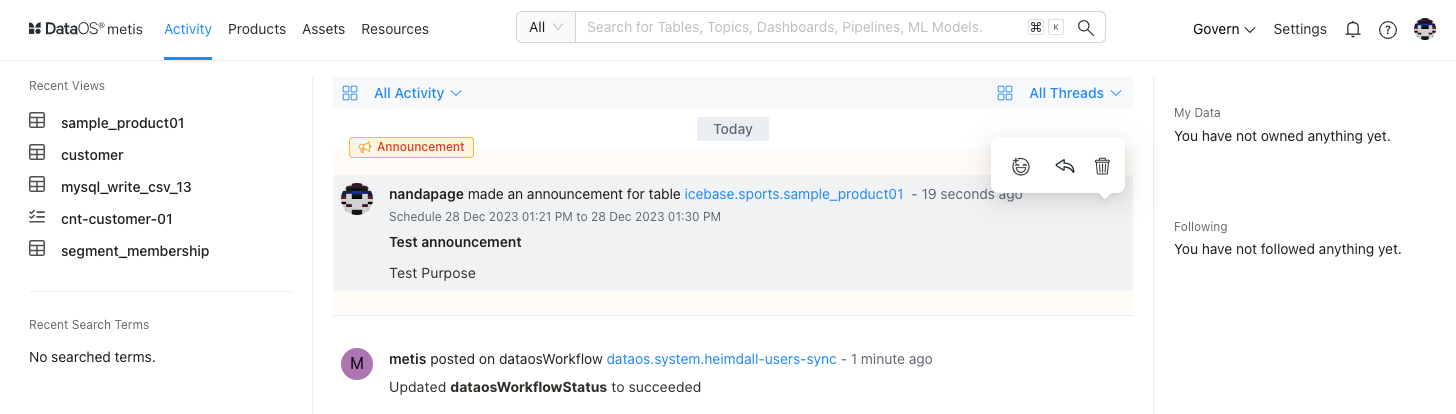 DataOS® metis Activity Products Assets Resources All Search for Tables, Topics, Dashboards, Pipelines, ML Models. ⌘ K Govern Settings
Recent Views
sample_product01
customer
mysql_write_csv_13
cnt-customer-01
segment_membership
Recent Search Terms
No searched terms.
All Activity All Threads
Today
Announcement
nandapage made an announcement for table icebase.sports.sample_product01 - 19 seconds ago
Schedule 28 Dec 2023 01:21 PM to 28 Dec 2023 01:30 PM
Test announcement
Test Purpose
M metis posted on dataosWorkflow dataos.system.heimdall-users-sync - 1 minute ago
Updated dataosWorkflowStatus to succeeded
My Data
You have not owned anything yet.
Following
You have not followed anything yet.